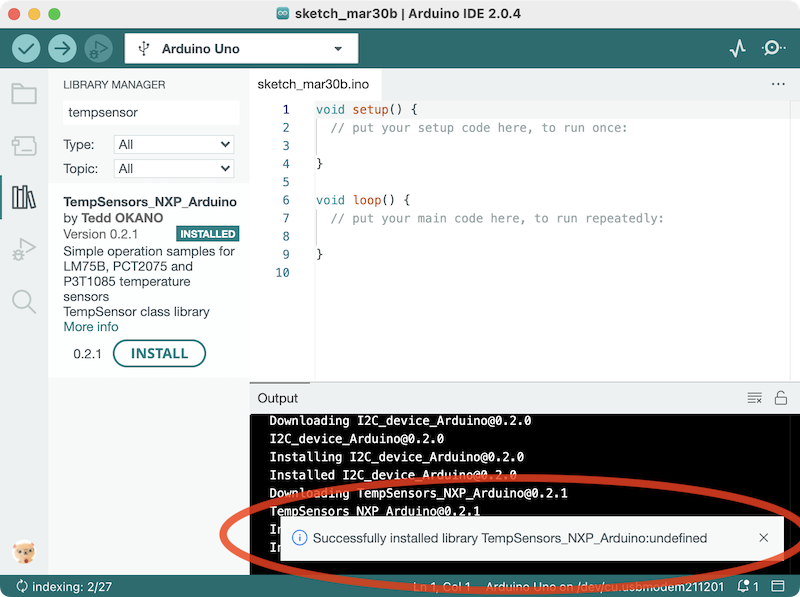 sketch_mar30b | Arduino IDE 2.0.4
Arduino Uno
LIBRARY MANAGER
tempsensor
Type: All
Topic: All
TempSensors_NXP_Arduino
by Tedd OKANO
Version 0.2.1 INSTALLED
Simple operation samples for
LM75B, PCT2075 and
P3T1085 temperature
sensors
TempSensor class library
More info
0.2.1 INSTALL
sketch_mar30b.ino
1 void setup() {
2 // put your setup code here, to run once:
3
4 }
5
6 void loop() {
7 // put your main code here, to run repeatedly:
8
9 }
10
Output
Downloading I2C_device_Arduino@0.2.0
I2C_device_Arduino@0.2.0
Installing I2C_device_Arduino@0.2.0
Installed I2C_device_Arduino@0.2.0
Downloading TempSensors_NXP_Arduino@0.2.1
TempSensors_NXP_Arduino@0.2.1
Successfully installed library TempSensors_NXP_Arduino:undefined
indexing: 2/27
Ln 1, Col 1 Arduino Uno on /dev/cu.usbmodem211201 1